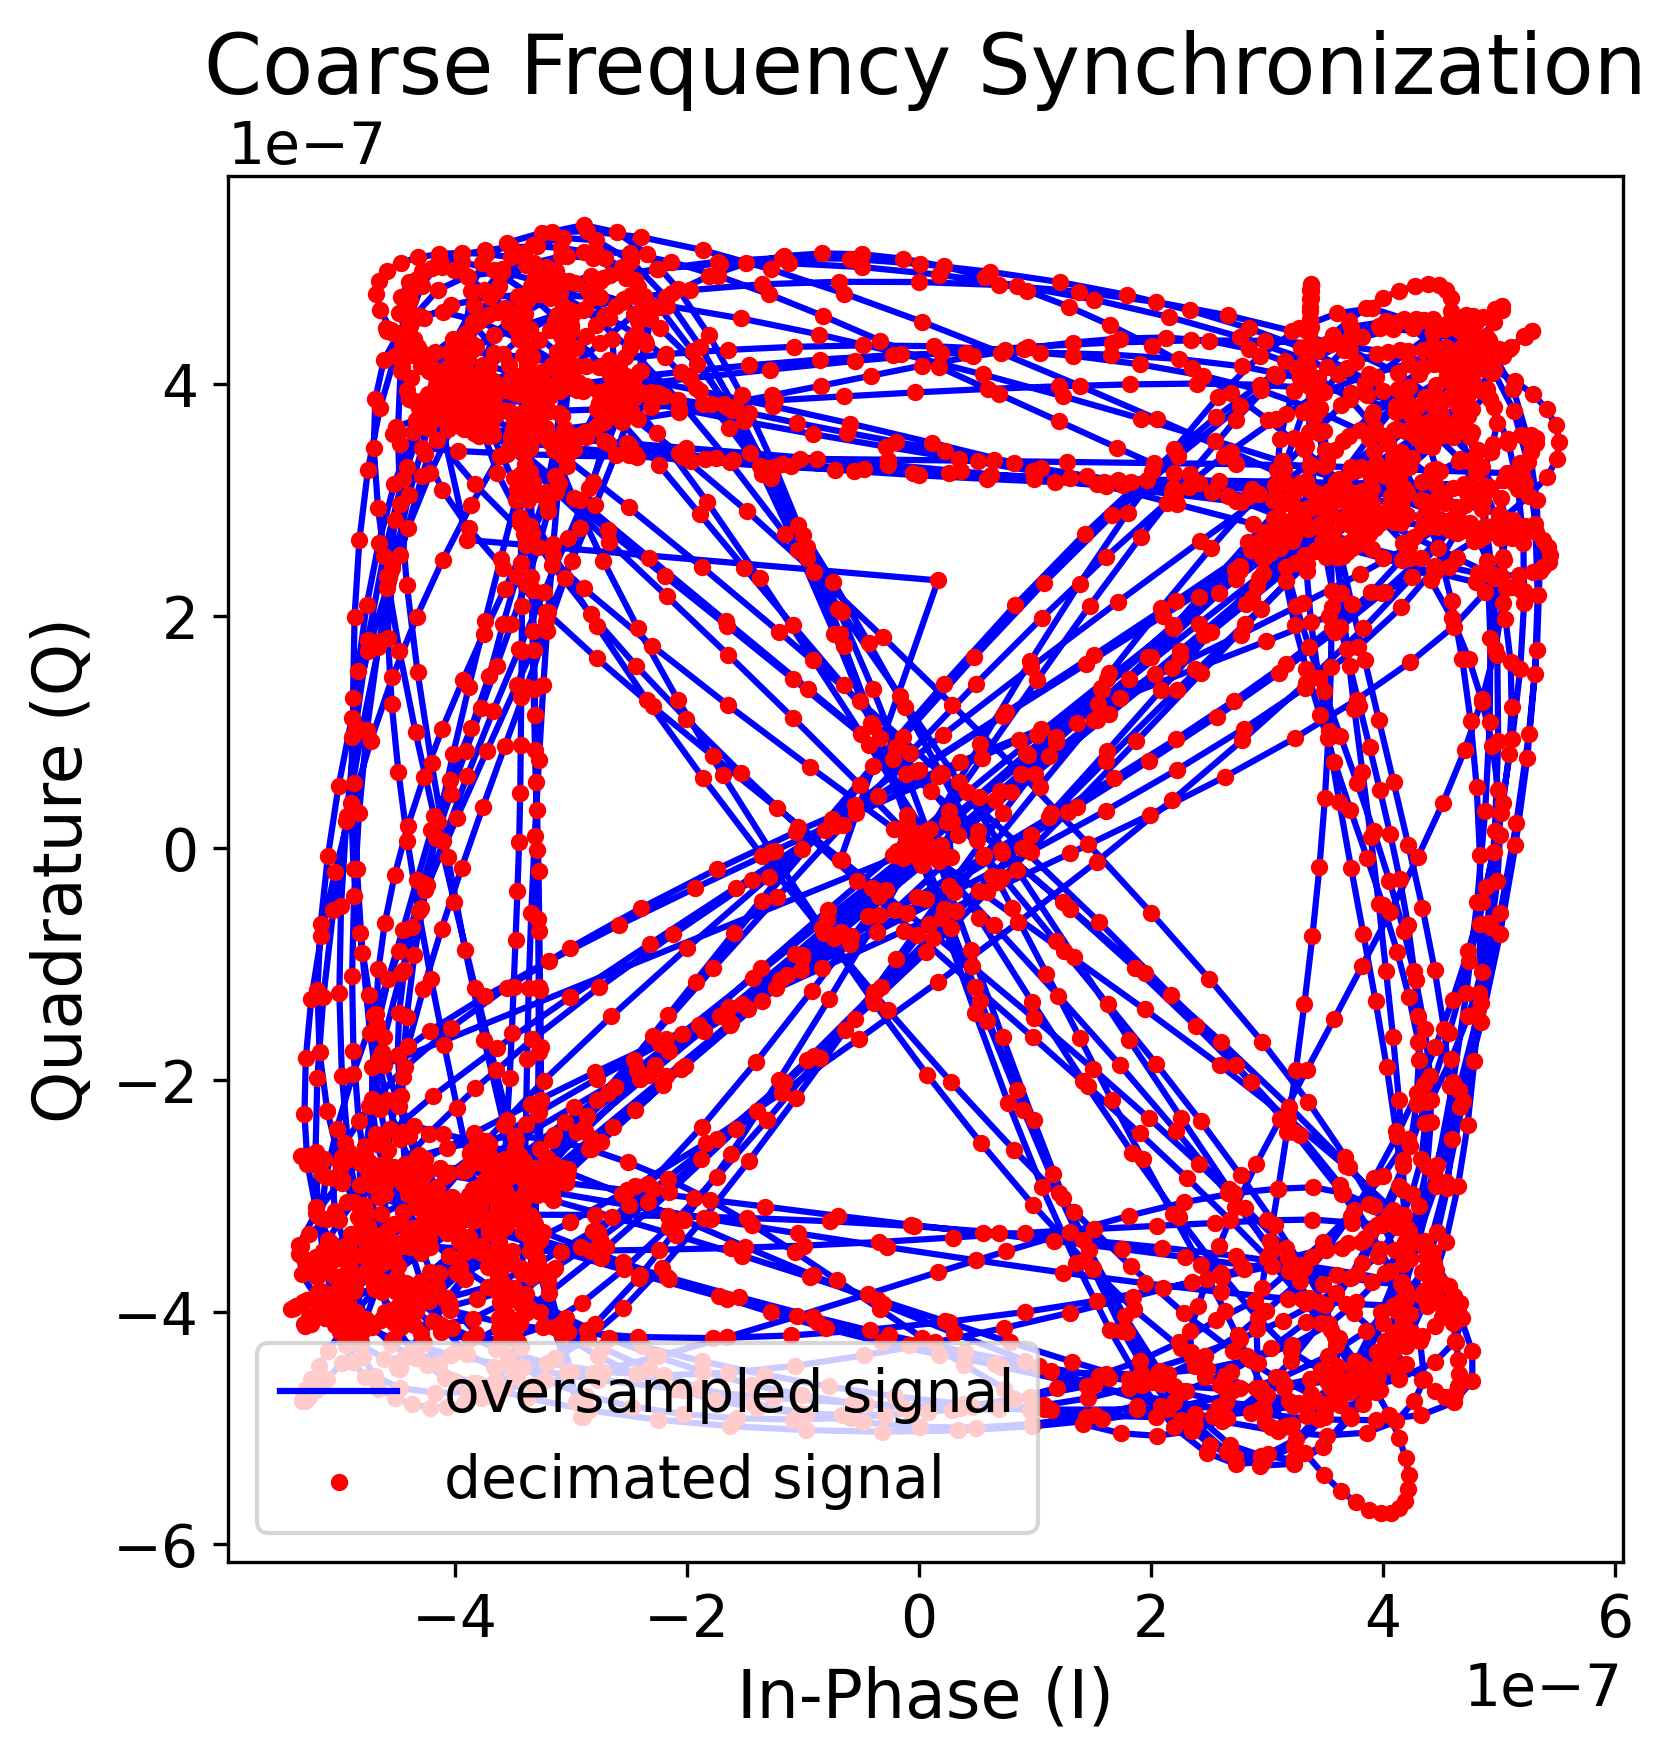 Coarse Frequency Synchronization
1e−7
4
2
0
−2
−4
−6
Quadrature (Q)
oversampled signal
decimated signal
−4 −2 0 2 4 6
1e−7
In-Phase (I)